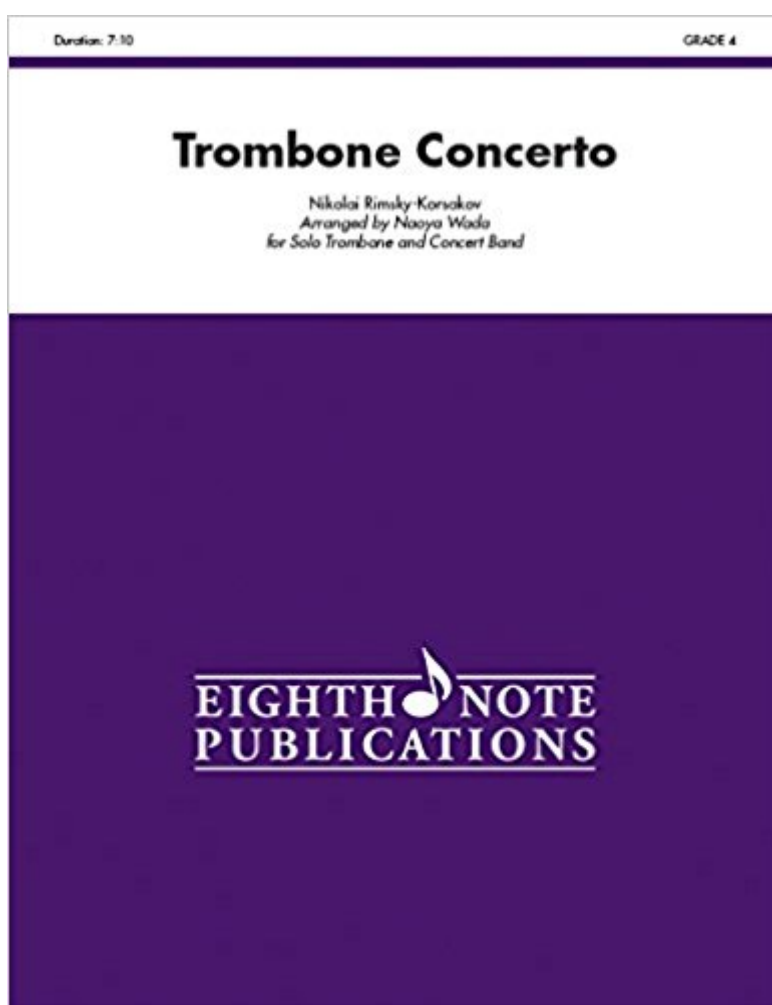 Duration: 7:10 GRADE 4
Trombone Concerto
Nikolai Rimsky-Korsakov
Arranged by Naoya Wada
for Solo Trombone and Concert Band
EIGHTH NOTE
PUBLICATIONS